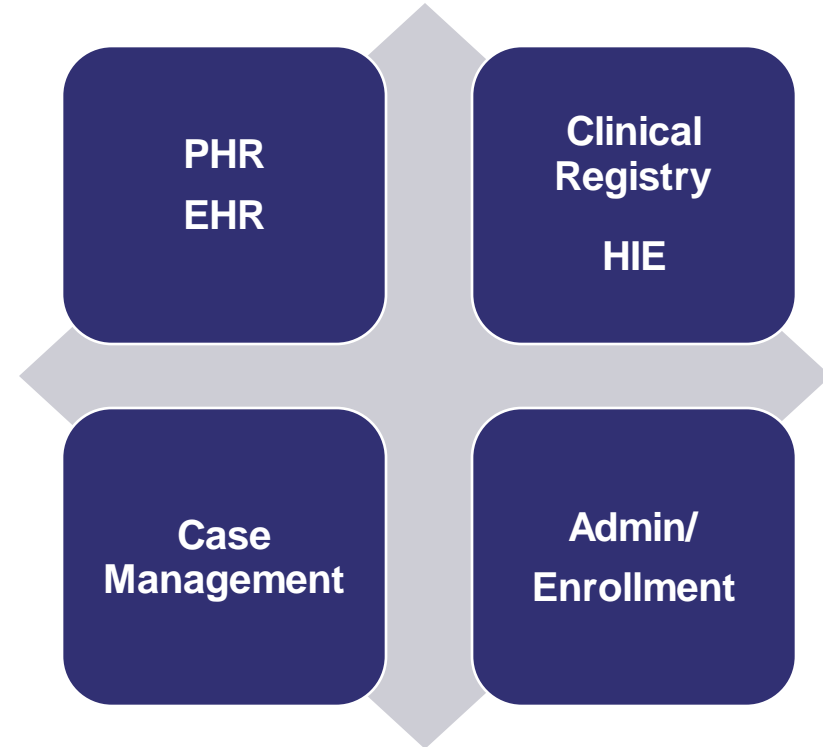 PHR
EHR
Clinical
Registry
HIE
Case
Management
Admin/
Enrollment